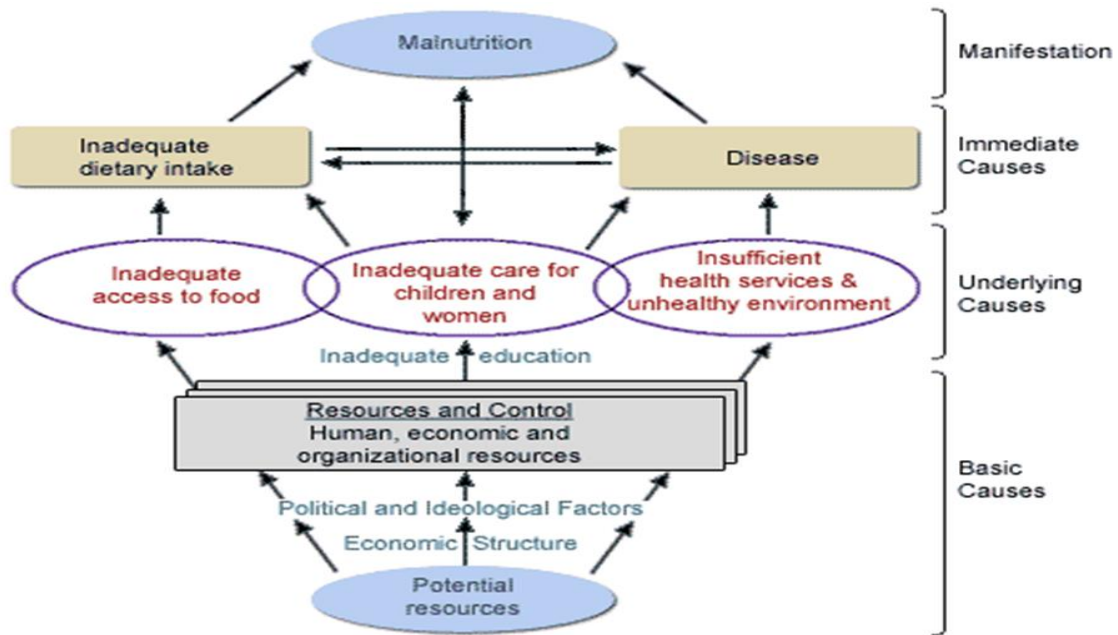 Malnutrition
Manifestation
Inadequate
dietary intake
Disease
Immediate
Causes
Inadequate
access to food
Inadequate care for
children and
women
Insufficient
health services &
unhealthy environment
Underlying
Causes
Inadequate education
Resources and Control
Human, economic and
organizational resources
Basic
Causes
Political and Ideological Factors
Economic Structure
Potential
resources